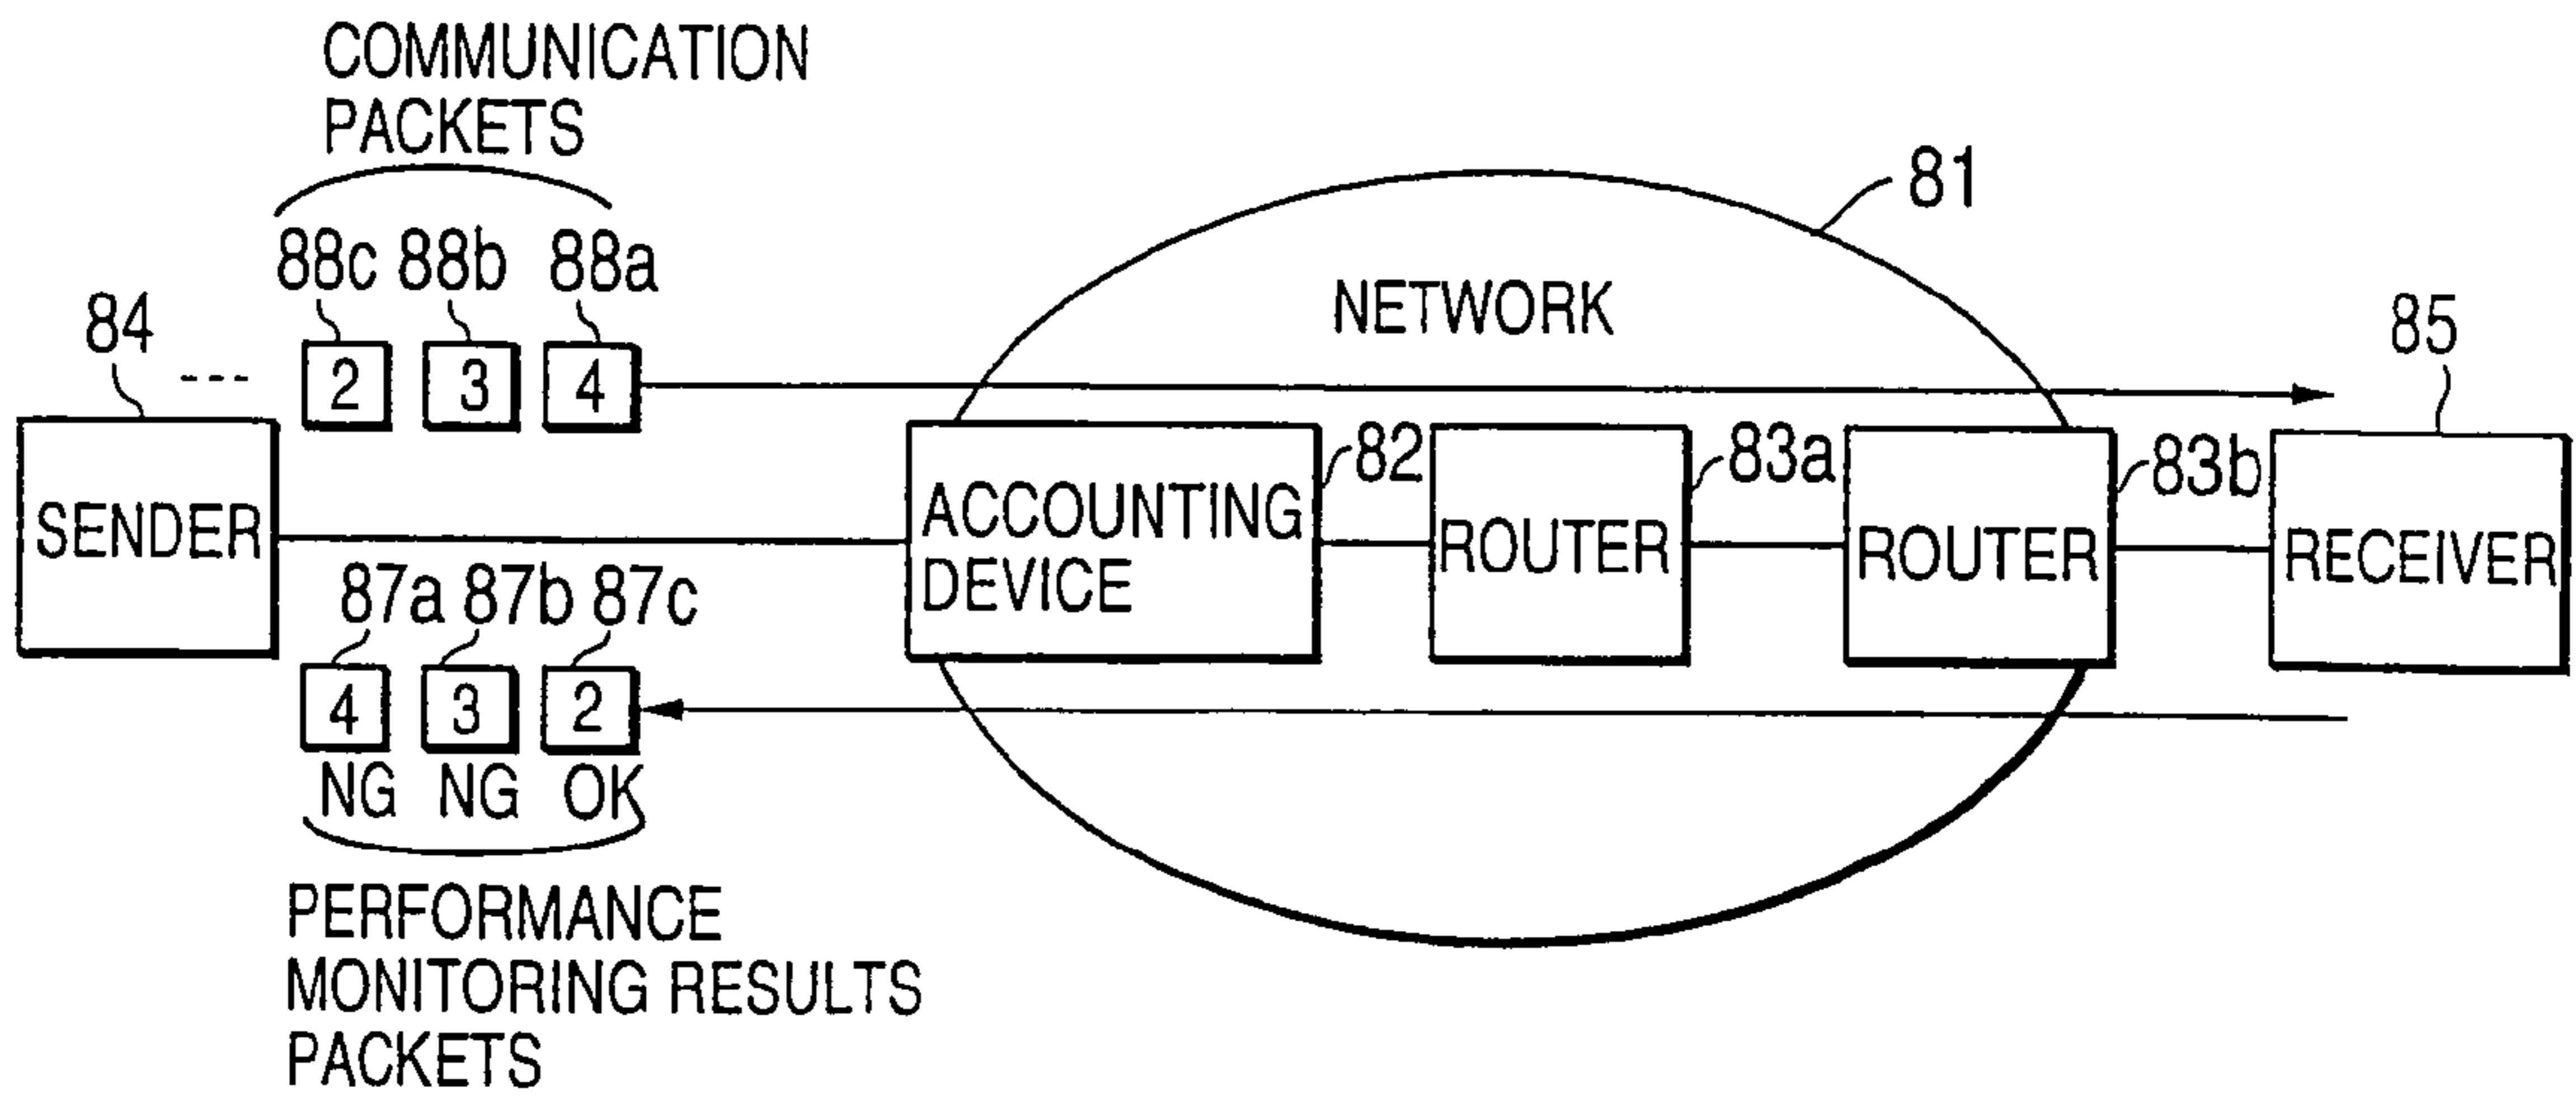 COMMUNICATION
PACKETS
88c 88b 88a
84
---
2 3 4
81
NETWORK
85
SENDER
ACCOUNTING
DEVICE
82
ROUTER
83a
ROUTER
83b
RECEIVER
87a 87b 87c
4 3 2
NG NG OK
PERFORMANCE
MONITORING RESULTS
PACKETS